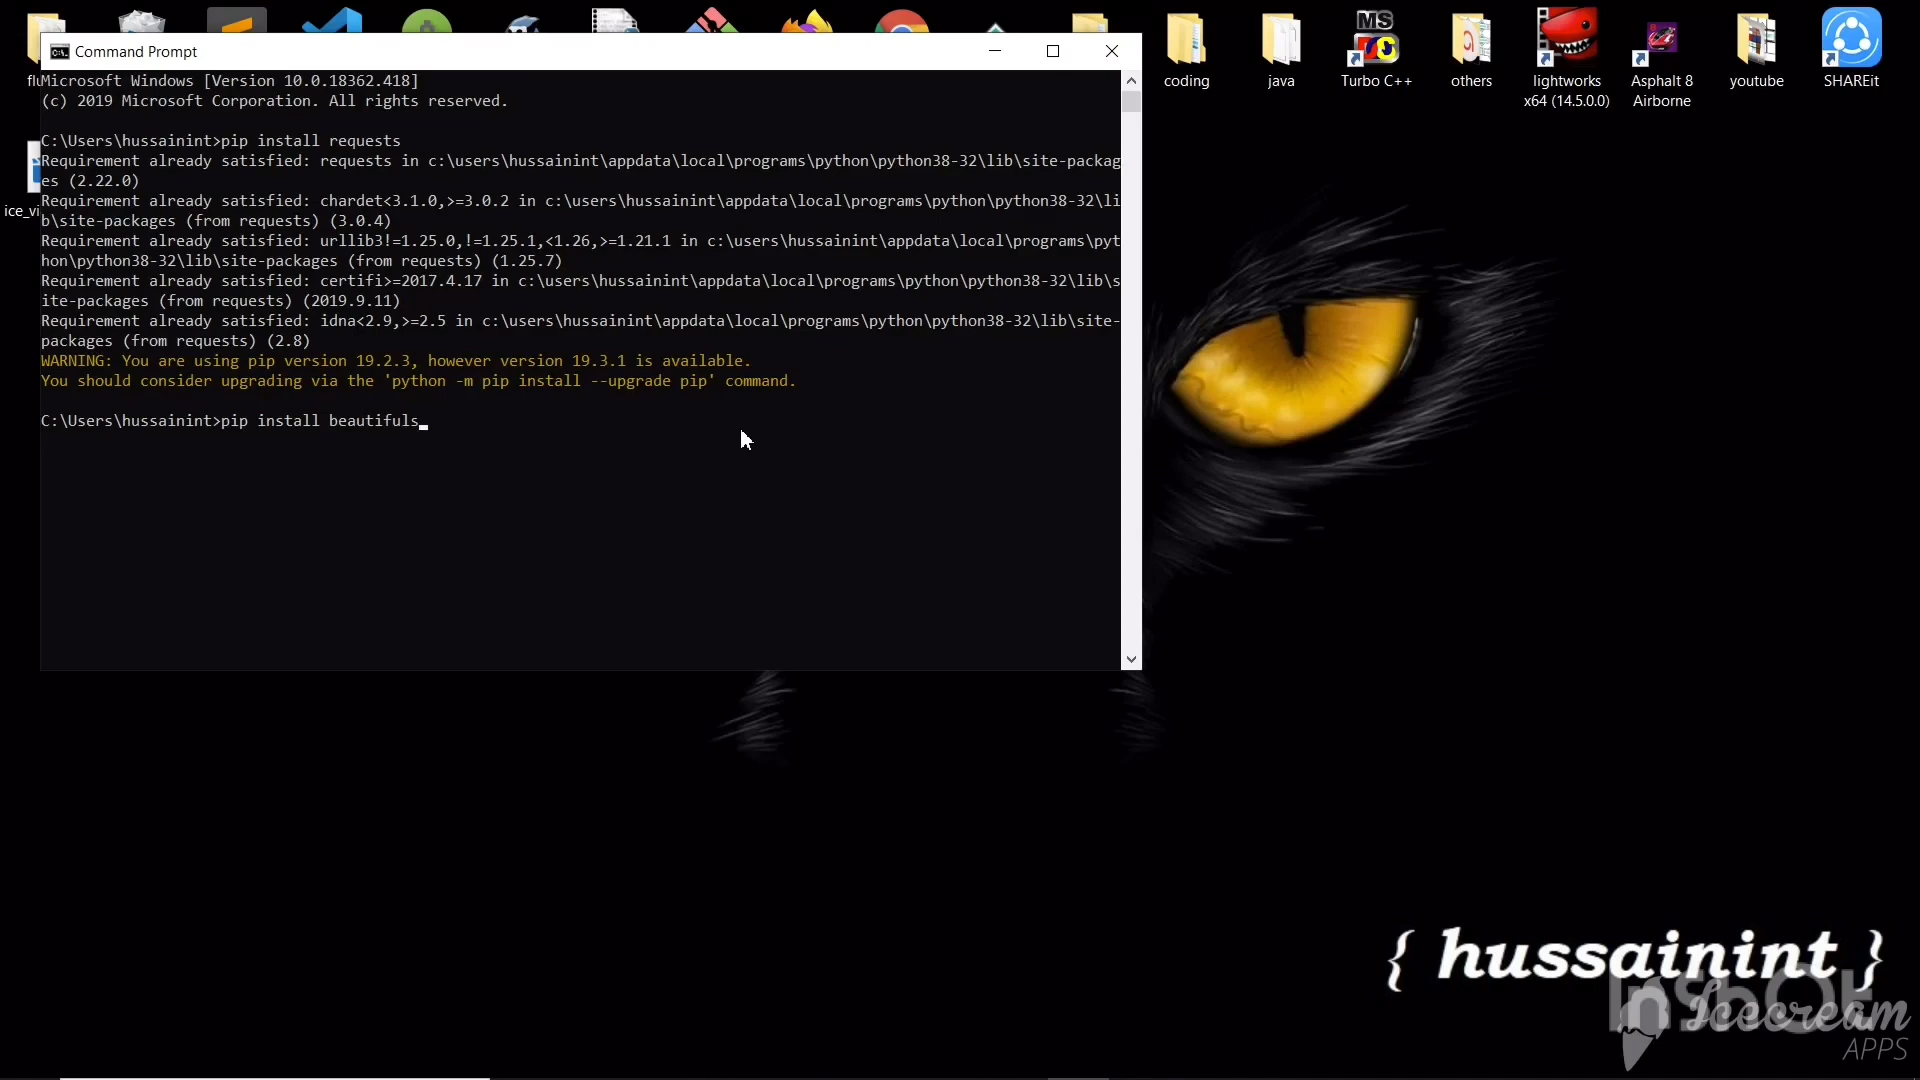 Command Prompt
Microsoft Windows [Version 10.0.18362.418]
(c) 2019 Microsoft Corporation. All rights reserved.
C:\Users\hussainint>pip install requests
Requirement already satisfied: requests in c:\users\hussainint\appdata\local\programs\python\python38-32\lib\site-packag
es (2.22.0)
Requirement already satisfied: chardet<3.1.0,>=3.0.2 in c:\users\hussainint\appdata\local\programs\python\python38-32\li
b\site-packages (from requests) (3.0.4)
Requirement already satisfied: urllib3!=1.25.0,!=1.25.1,<1.26,>=1.21.1 in c:\users\hussainint\appdata\local\programs\pyt
hon\python38-32\lib\site-packages (from requests) (1.25.7)
Requirement already satisfied: certifi>=2017.4.17 in c:\users\hussainint\appdata\local\programs\python\python38-32\lib\s
ite-packages (from requests) (2019.9.11)
Requirement already satisfied: idna<2.9,>=2.5 in c:\users\hussainint\appdata\local\programs\python\python38-32\lib\site-
packages (from requests) (2.8)
WARNING: You are using pip version 19.2.3, however version 19.3.1 is available.
You should consider upgrading via the 'python -m pip install --upgrade pip' command.
C:\Users\hussainint>pip install beautifuls
coding
java
MS
Turbo C++
others
lightworks
x64 (14.5.0.0)
Asphalt 8
Airborne
youtube
SHAREit
{ hussainint }
InShOt
Icecream
APPS